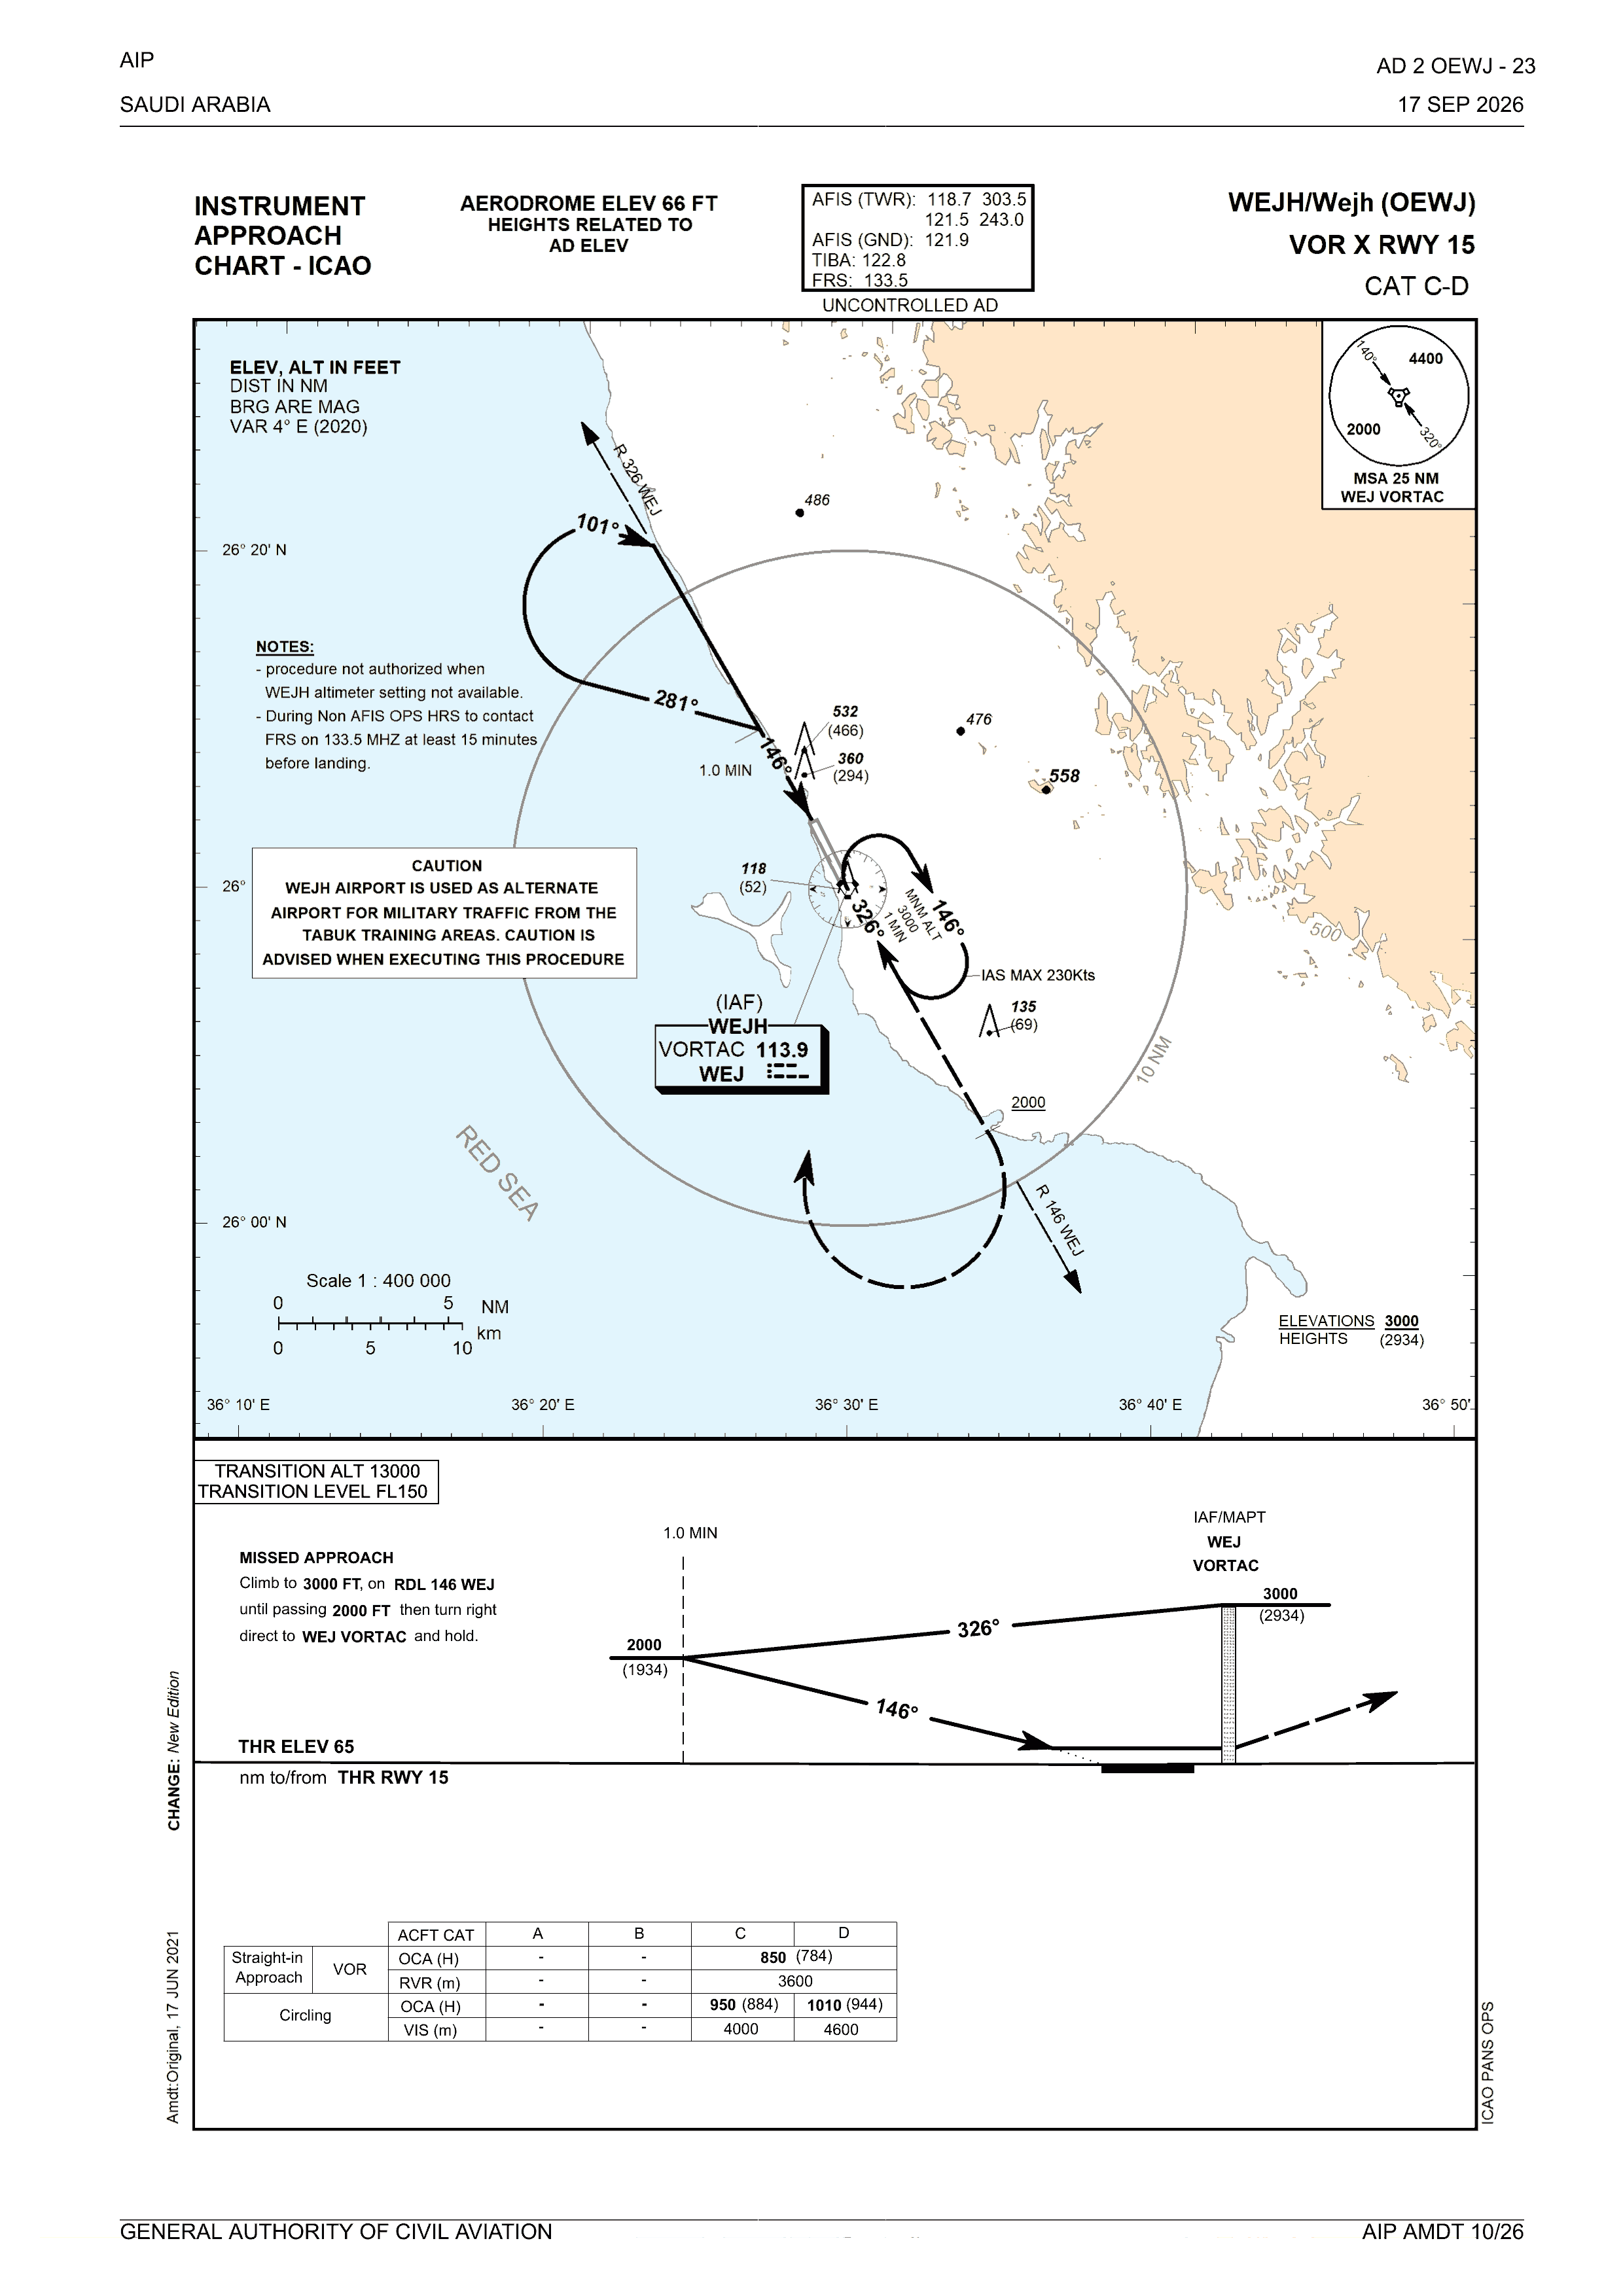 AIP
AD 2 OEWJ - 23
SAUDI ARABIA
17 SEP 2026
INSTRUMENT
APPROACH
CHART - ICAO
AERODROME ELEV 66 FT
HEIGHTS RELATED TO
AD ELEV
AFIS (TWR): 118.7 303.5
121.5 243.0
AFIS (GND): 121.9
TIBA: 122.8
FRS: 133.5
UNCONTROLLED AD
WEJH/Wejh (OEWJ)
VOR X RWY 15
CAT C-D
ELEV, ALT IN FEET
DIST IN NM
BRG ARE MAG
VAR 4° E (2020)
140°
4400
2000
320°
MSA 25 NM
WEJ VORTAC
R 326 WEJ
486
101°
26° 20' N
NOTES:
- procedure not authorized when
WEJH altimeter setting not available.
- During Non AFIS OPS HRS to contact
FRS on 133.5 MHZ at least 15 minutes
before landing.
281°
532
(466)
476
146°
1.0 MIN
360
(294)
558
CAUTION
WEJH AIRPORT IS USED AS ALTERNATE
AIRPORT FOR MILITARY TRAFFIC FROM THE
TABUK TRAINING AREAS. CAUTION IS
ADVISED WHEN EXECUTING THIS PROCEDURE
118
(52)
26°
326°
MNM ALT
3000
1 MIN
146°
500
IAS MAX 230Kts
(IAF)
WEJH
VORTAC 113.9
WEJ
135
(69)
10 NM
2000
RED SEA
R 146 WEJ
26° 00' N
Scale 1 : 400 000
0 5 NM
km
0 5 10
ELEVATIONS 3000
HEIGHTS (2934)
36° 10' E
36° 20' E
36° 30' E
36° 40' E
36° 50'
TRANSITION ALT 13000
TRANSITION LEVEL FL150
IAF/MAPT
WEJ
VORTAC
1.0 MIN
MISSED APPROACH
Climb to 3000 FT, on RDL 146 WEJ
until passing 2000 FT then turn right
direct to WEJ VORTAC and hold.
3000
(2934)
326°
2000
(1934)
146°
THR ELEV 65
nm to/from THR RWY 15
CHANGE: New Edition
Amdt:Original, 17 JUN 2021
ACFT CAT A B C D
Straight-in
Approach
VOR
OCA (H) - - 850 (784)
RVR (m) - - 3600
Circling
OCA (H) - - 950 (884) 1010 (944)
VIS (m) - - 4000 4600
ICAO PANS OPS
GENERAL AUTHORITY OF CIVIL AVIATION
AIP AMDT 10/26